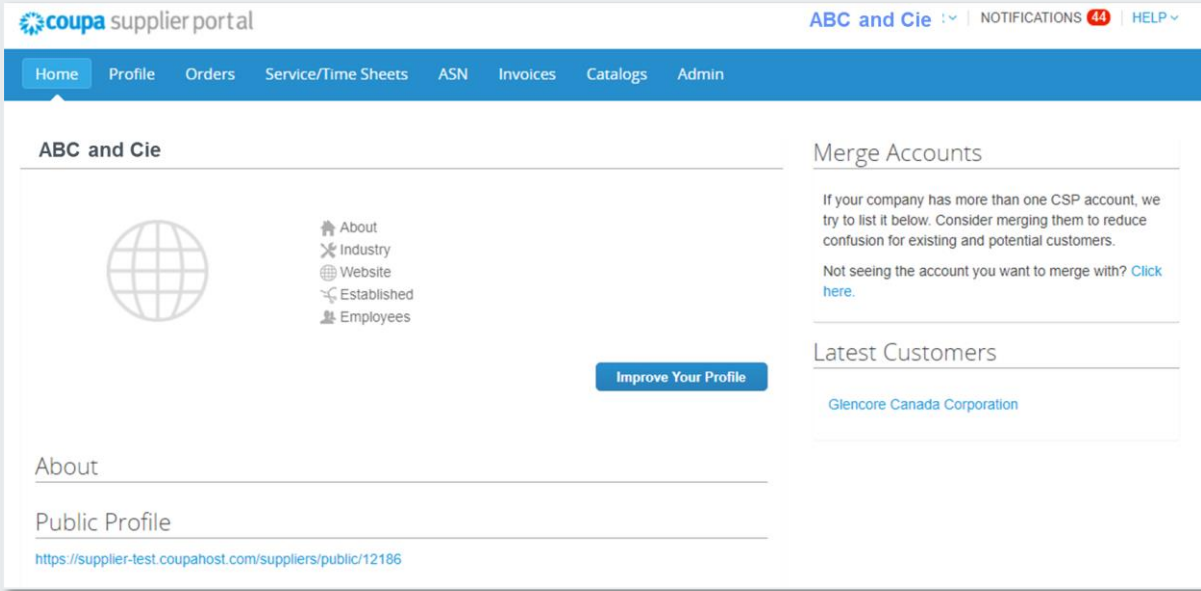 coupa supplier portal
ABC and Cie
NOTIFICATIONS 44
HELP
Home Profile Orders Service/Time Sheets ASN Invoices Catalogs Admin
ABC and Cie
About
Industry
Website
Established
Employees
Improve Your Profile
About
Public Profile
https://supplier-test.coupahost.com/suppliers/public/12186
Merge Accounts
If your company has more than one CSP account, we
try to list it below. Consider merging them to reduce
confusion for existing and potential customers.
Not seeing the account you want to merge with? Click
here.
Latest Customers
Glencore Canada Corporation